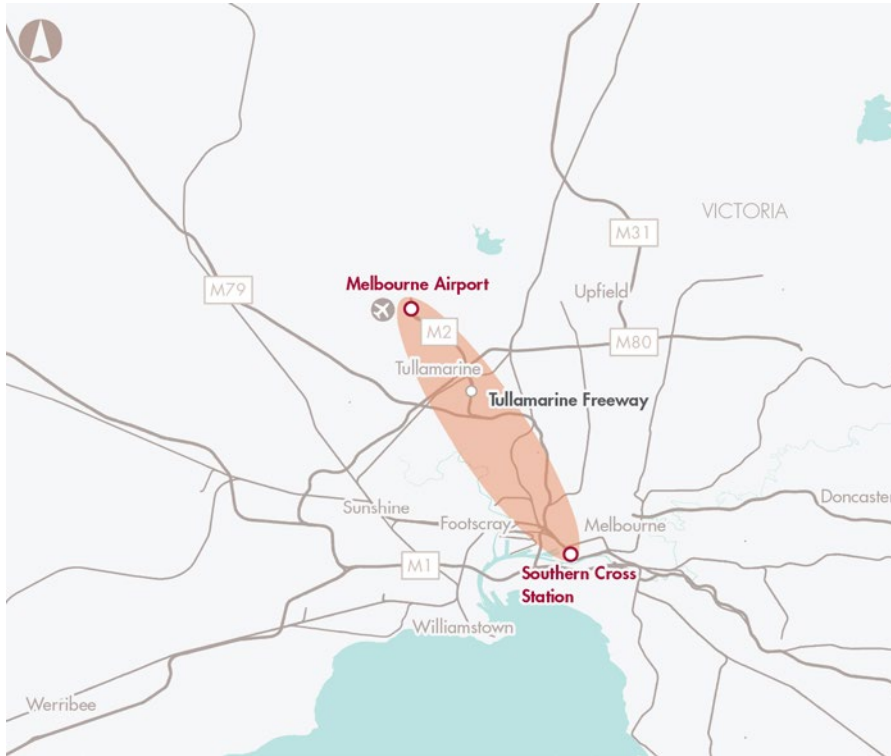 VICTORIA
M31
M79
Melbourne Airport
Upfield
M2
M80
Tullamarine
Tullamarine Freeway
Doncaster
Sunshine
Footscray
Melbourne
M1
Southern Cross
Station
Williamstown
Werribee